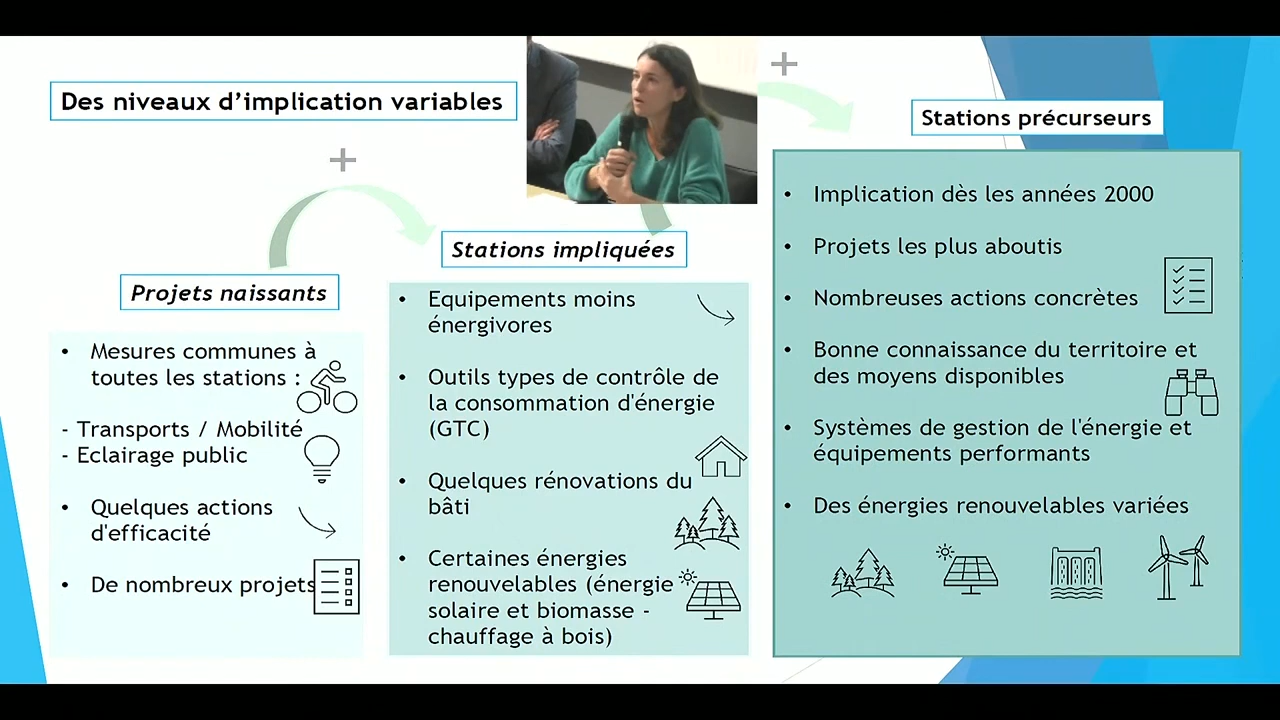 Des niveaux d'implication variables
+
+
Projets naissants
• Mesures communes à
toutes les stations :
- Transports / Mobilité
- Eclairage public
• Quelques actions
d'efficacité
• De nombreux projets
Stations impliquées
• Equipements moins
énergivores
• Outils types de contrôle de
la consommation d'énergie
(GTC)
• Quelques rénovations du
bâti
• Certaines énergies
renouvelables (énergie
solaire et biomasse -
chauffage à bois)
Stations précurseurs
• Implication dès les années 2000
• Projets les plus aboutis
• Nombreuses actions concrètes
• Bonne connaissance du territoire et
des moyens disponibles
• Systèmes de gestion de l'énergie et
équipements performants
• Des énergies renouvelables variées